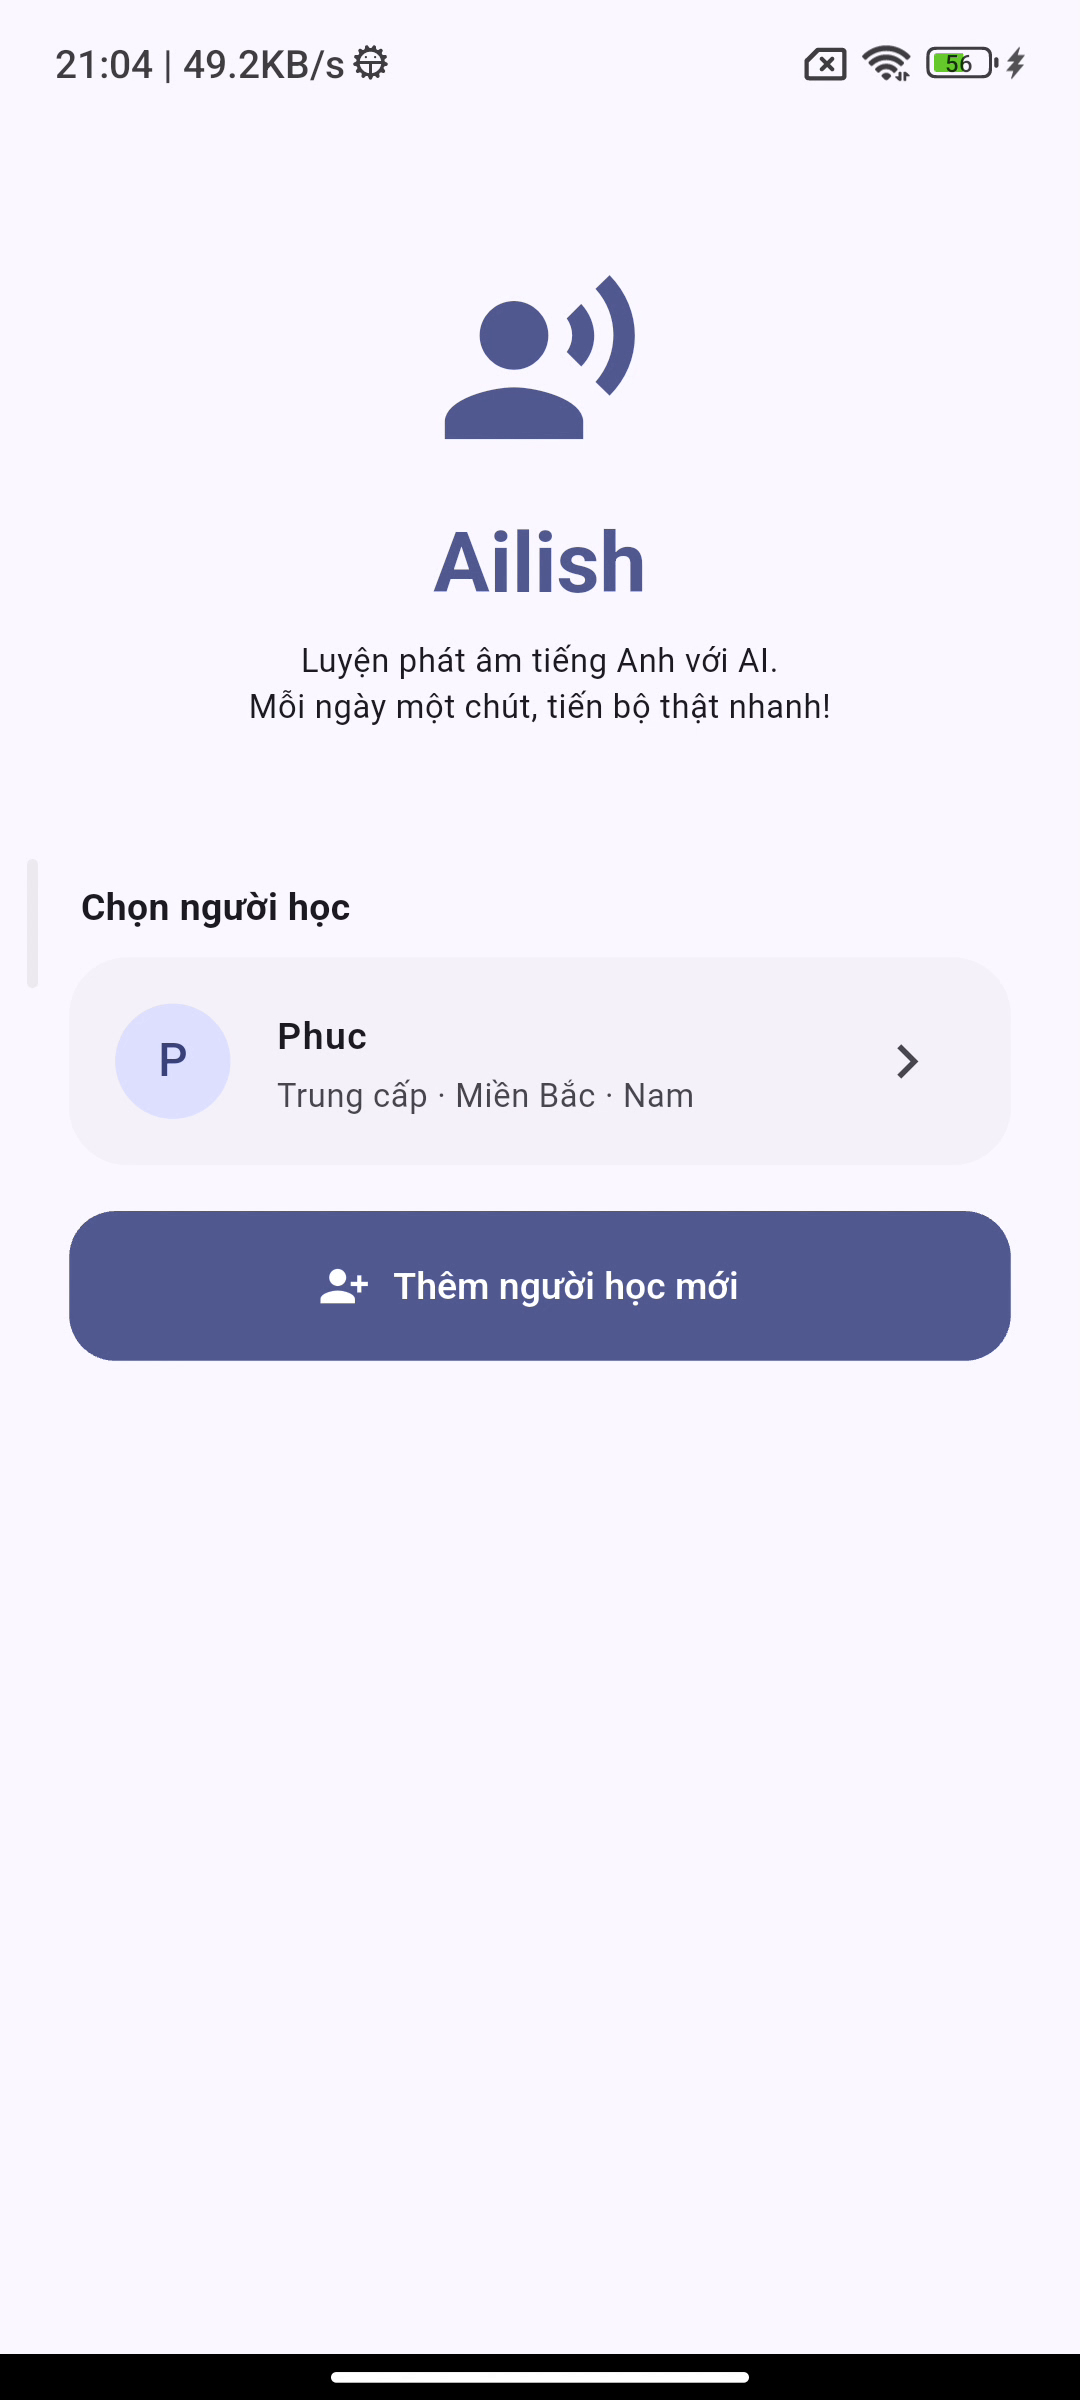 21:04 | 49.2KB/s
56
Ailish
Luyện phát âm tiếng Anh với AI.
Mỗi ngày một chút, tiến bộ thật nhanh!
Chọn người học
P
Phuc
Trung cấp · Miền Bắc · Nam
Thêm người học mới